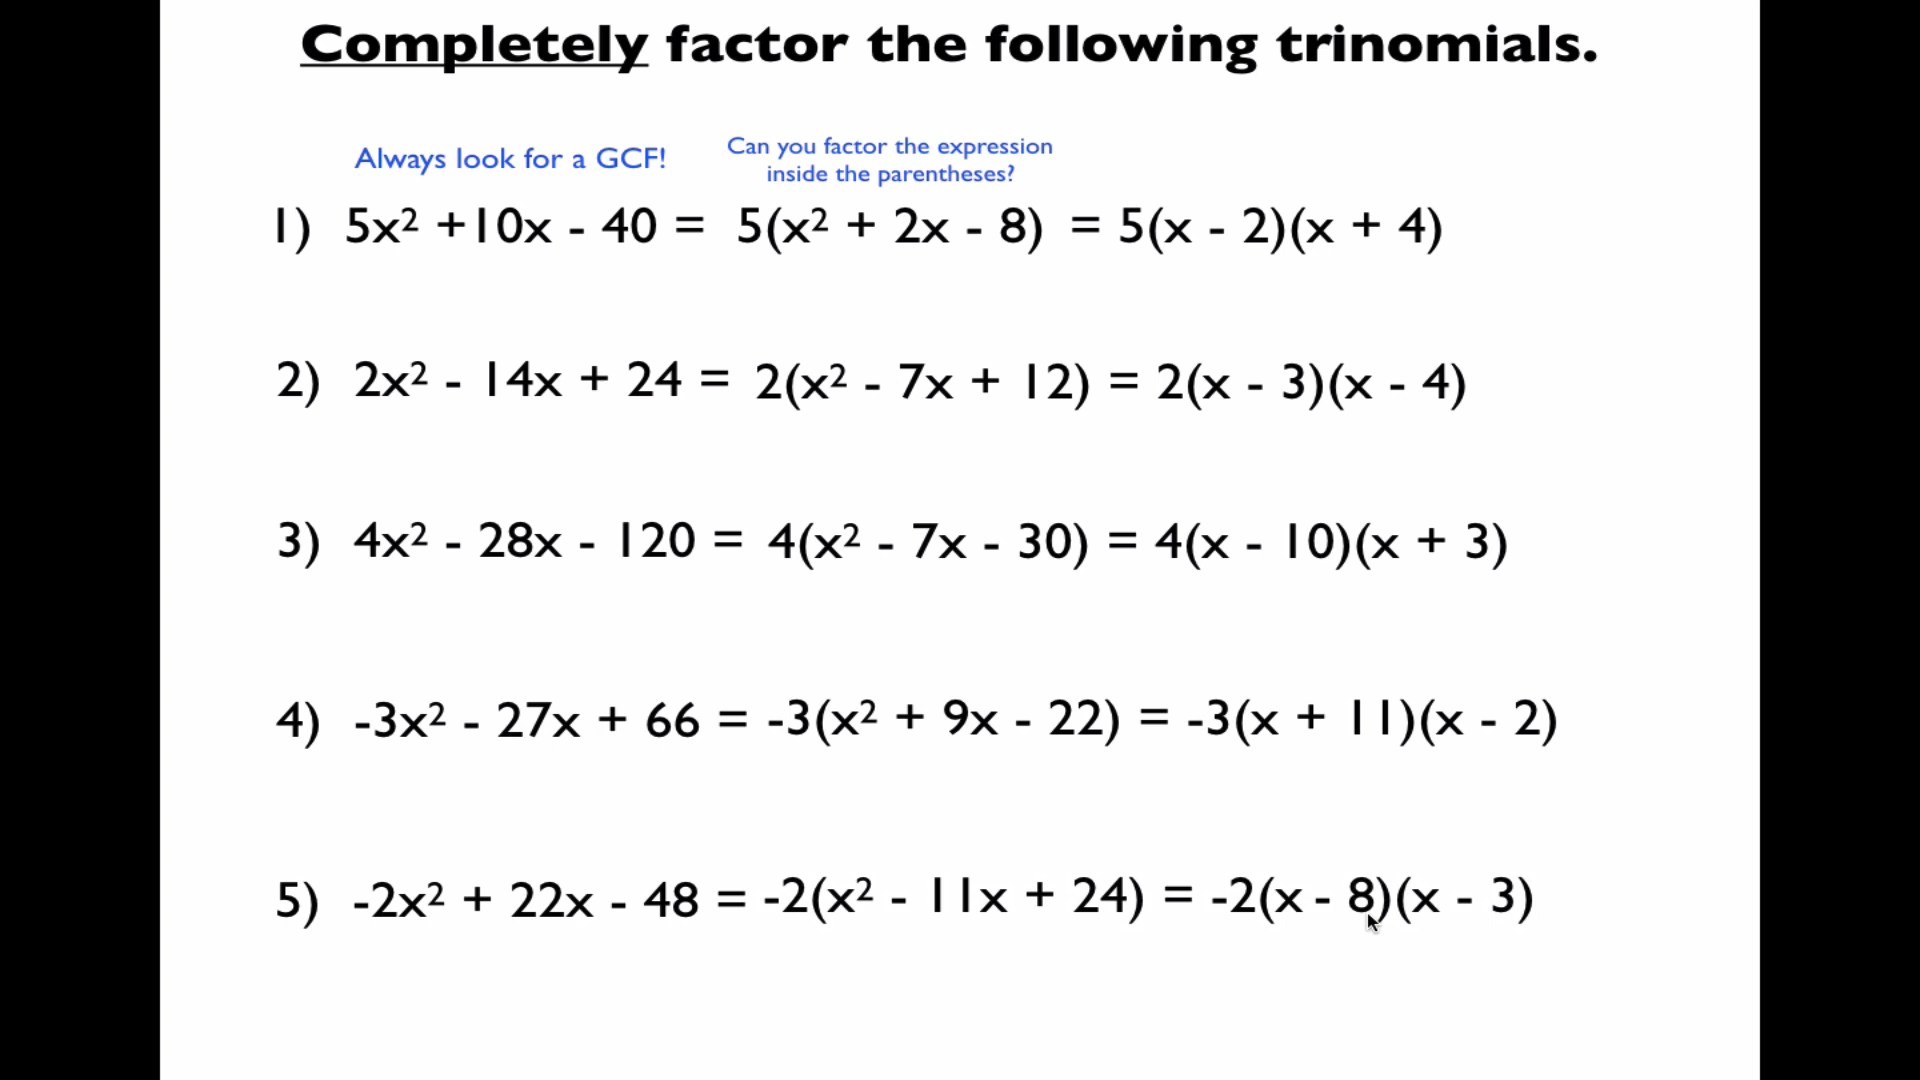 Completely factor the following trinomials.
Always look for a GCF!
Can you factor the expression
inside the parentheses?
1) 5x² +10x - 40 = 5(x² + 2x - 8) = 5(x - 2)(x + 4)
2) 2x² - 14x + 24 = 2(x² - 7x + 12) = 2(x - 3)(x - 4)
3) 4x² - 28x - 120 = 4(x² - 7x - 30) = 4(x - 10)(x + 3)
4) -3x² - 27x + 66 = -3(x² + 9x - 22) = -3(x + 11)(x - 2)
5) -2x² + 22x - 48 = -2(x² - 11x + 24) = -2(x - 8)(x - 3)